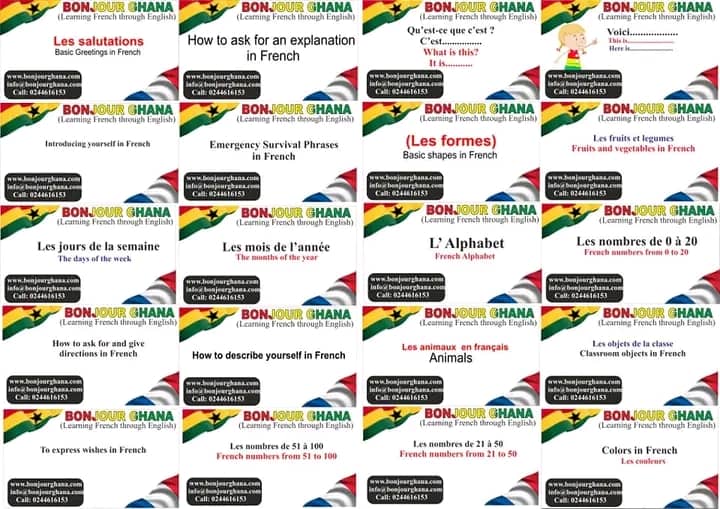 BONJOUR GHANA
(Learning French through English)
Les salutations
Basic Greetings in French
www.bonjourghana.com
info@bonjourghana.com
Call: 0244616153
BONJOUR GHANA
(Learning French through English)
How to ask for an explanation
in French
www.bonjourghana.com
info@bonjourghana.com
Call: 0244616153
BONJOUR GHANA
(Learning French through English)
Qu'est-ce que c'est ?
C'est................
What is this?
It is...........
www.bonjourghana.com
info@bonjourghana.com
Call: 0244616153
BONJOUR GHANA
(Learning French through English)
Voici...................
This is.......................
Here is.....................
www.bonjourghana.com
info@bonjourghana.com
Call: 0244616153
BONJOUR GHANA
(Learning French through English)
Introducing yourself in French
www.bonjourghana.com
info@bonjourghana.com
Call: 0244616153
BONJOUR GHANA
(Learning French through English)
Emergency Survival Phrases
in French
www.bonjourghana.com
info@bonjourghana.com
Call: 0244616153
BONJOUR GHANA
(Learning French through English)
(Les formes)
Basic shapes in French
www.bonjourghana.com
info@bonjourghana.com
Call: 0244616153
BONJOUR GHANA
(Learning French through English)
Les fruits et legumes
Fruits and vegetables in French
www.bonjourghana.com
info@bonjourghana.com
Call: 0244616153
BONJOUR GHANA
(Learning French through English)
Les jours de la semaine
The days of the week
www.bonjourghana.com
info@bonjourghana.com
Call: 0244616153
BONJOUR GHANA
(Learning French through English)
Les mois de l'année
The months of the year
www.bonjourghana.com
info@bonjourghana.com
Call: 0244616153
BONJOUR GHANA
(Learning French through English)
L' Alphabet
French Alphabet
www.bonjourghana.com
info@bonjourghana.com
Call: 0244616153
BONJOUR GHANA
(Learning French through English)
Les nombres de 0 à 20
French numbers from 0 to 20
www.bonjourghana.com
info@bonjourghana.com
Call: 0244616153
BONJOUR GHANA
(Learning French through English)
How to ask for and give
directions in French
www.bonjourghana.com
info@bonjourghana.com
Call: 0244616153
BONJOUR GHANA
(Learning French through English)
How to describe yourself in French
www.bonjourghana.com
info@bonjourghana.com
Call: 0244616153
BONJOUR GHANA
(Learning French through English)
Les animaux en français
Animals
www.bonjourghana.com
info@bonjourghana.com
Call: 0244616153
BONJOUR GHANA
(Learning French through English)
Les objets de la classe
Classroom objects in French
www.bonjourghana.com
info@bonjourghana.com
Call: 0244616153
BONJOUR GHANA
(Learning French through English)
To express wishes in French
www.bonjourghana.com
info@bonjourghana.com
Call: 0244616153
BONJOUR GHANA
(Learning French through English)
Les nombres de 51 à 100
French numbers from 51 to 100
www.bonjourghana.com
info@bonjourghana.com
Call: 0244616153
BONJOUR GHANA
(Learning French through English)
Les nombres de 21 à 50
French numbers from 21 to 50
www.bonjourghana.com
info@bonjourghana.com
Call: 0244616153
BONJOUR GHANA
(Learning French through English)
Colors in French
Les couleurs
www.bonjourghana.com
info@bonjourghana.com
Call: 0244616153